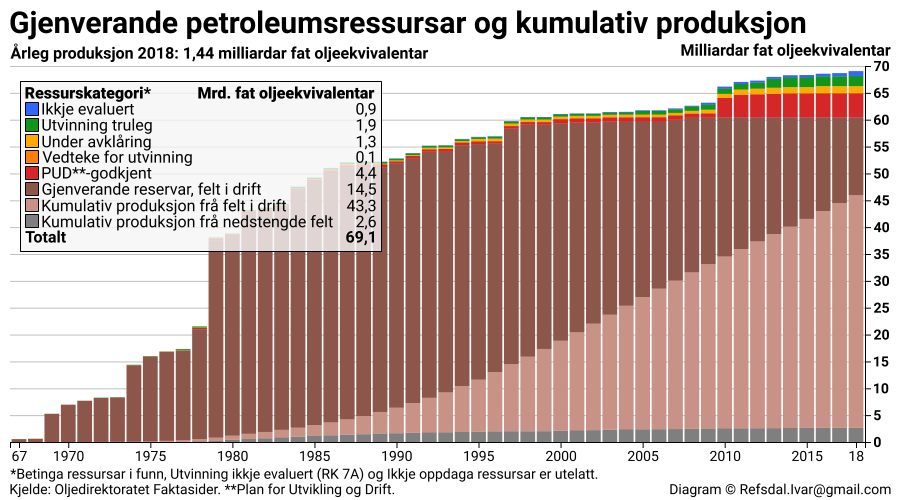 Gjenverande petroleumsressursar og kumulativ produksjon
Årleg produksjon 2018: 1,44 milliardar fat oljeekvivalentar
Milliardar fat oljeekvivalentar
Ressurskategori* Mrd. fat oljeekvivalentar
Ikkje evaluert 0,9
Utvinning truleg 1,9
Under avklåring 1,3
Vedteke for utvinning 0,1
PUD**-godkjent 4,4
Gjenverande reservar, felt i drift 14,5
Kumulativ produksjon frå felt i drift 43,3
Kumulativ produksjon frå nedstengde felt 2,6
Totalt 69,1
70
65
60
55
50
45
40
35
30
25
20
15
10
5
0
67 1970 1975 1980 1985 1990 1995 2000 2005 2010 2015 18
*Betinga ressursar i funn, Utvinning ikkje evaluert (RK 7A) og Ikkje oppdaga ressursar er utelatt.
Kjelde: Oljedirektoratet Faktasider. **Plan for Utvikling og Drift.
Diagram © Refsdal.Ivar@gmail.com